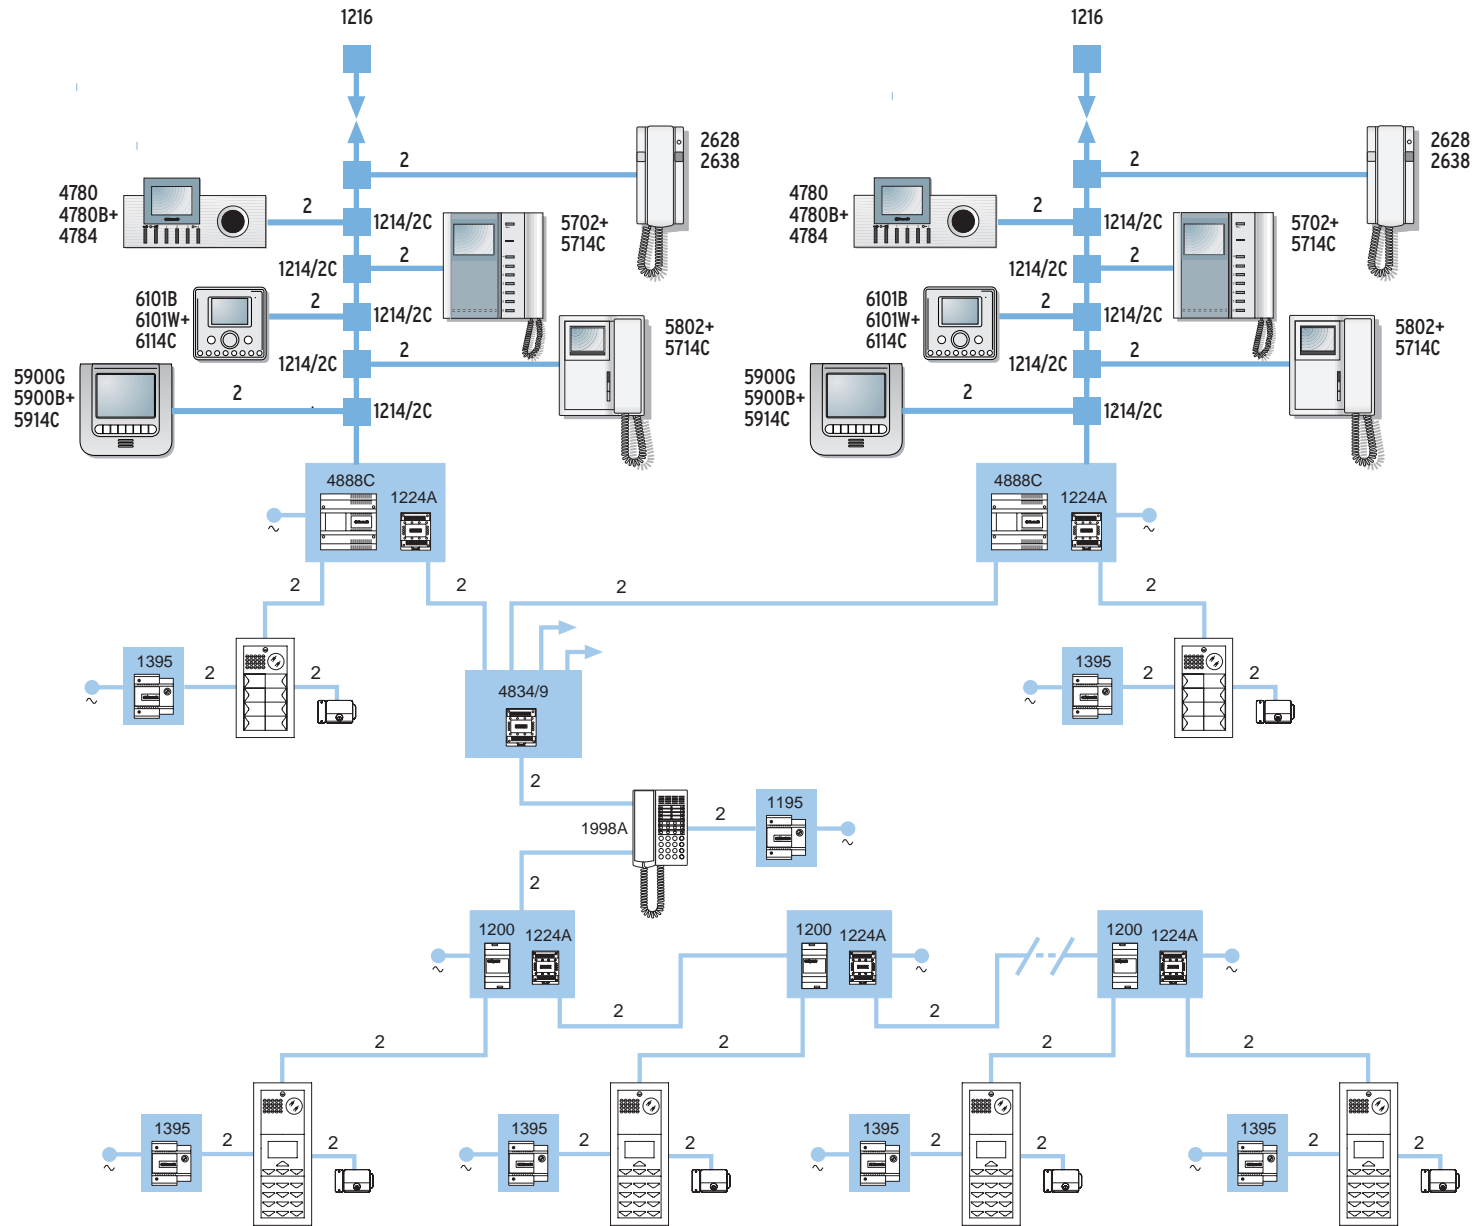 1216
1216
2
2628
2638
2
2628
2638
4780
4780B+
4784
2
1214/2C
5702+
5714C
4780
4780B+
4784
2
1214/2C
5702+
5714C
1214/2C
2
1214/2C
2
6101B
6101W+
6114C
2
1214/2C
6101B
6101W+
6114C
2
1214/2C
5802+
5714C
5802+
5714C
1214/2C
2
1214/2C
2
5900G
5900B+
5914C
2
1214/2C
5900G
5900B+
5914C
2
1214/2C
4888C
1224A
4888C
1224A
~
~
2
2
2
2
1395
2
2
1395
2
2
~
~
4834/9
2
1998A
2
1195
~
2
1200
1224A
1200
1224A
1200
1224A
~
~
~
2
2
2
2
2
2
1395
2
2
1395
2
2
1395
2
2
1395
2
2
~
~
~
~